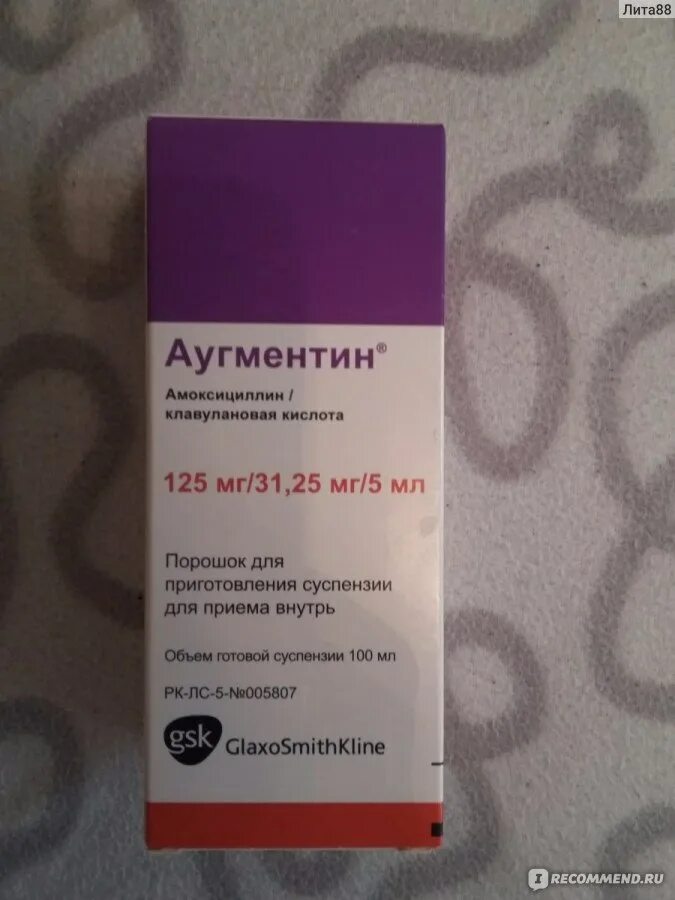 Лита88
Аугментин®
Амоксициллин /
клавулановая кислота
125 мг/31,25 мг/5 мл
Порошок для
приготовления суспензии
для приема внутрь
Объем готовой суспензии 100 мл
РК-ЛС-5-№005807
gsk GlaxoSmithKline
IRECOMMEND.RU